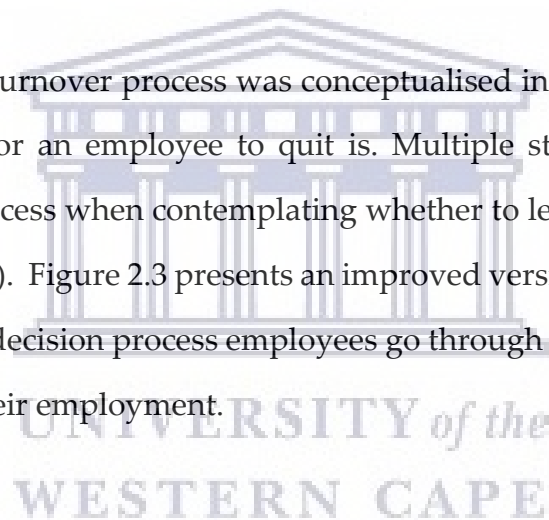 urnover process was conceptualised in
or an employee to quit is. Multiple st
cess when contemplating whether to le
). Figure 2.3 presents an improved vers
decision process employees go through
eir employment.
UNIVERSITY of the
WESTERN CAPE